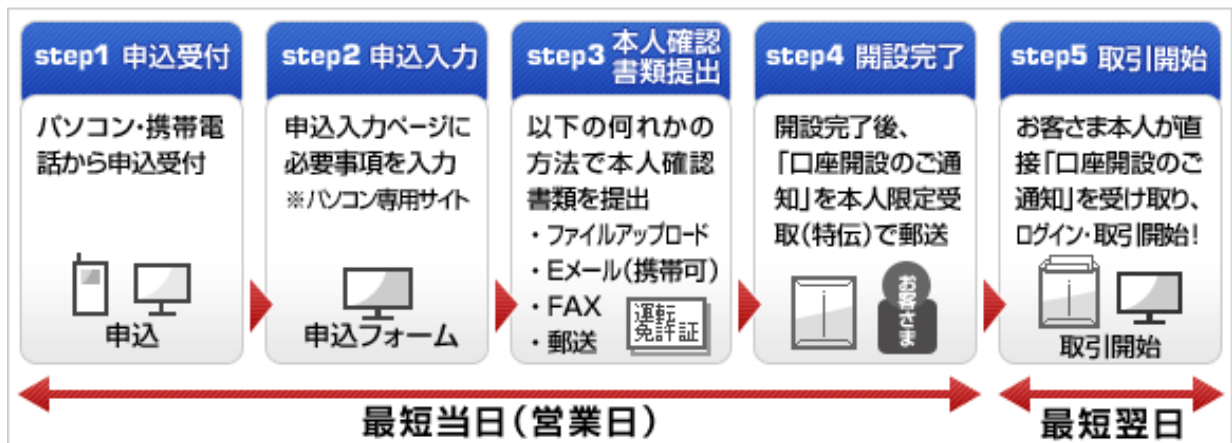 step1 申込受付
パソコン・携帯電
話から申込受付
申込
step2 申込入力
申込入力ページに
必要事項を入力
※パソコン専用サイト
申込フォーム
step3 本人確認
書類提出
以下の何れかの
方法で本人確認
書類を提出
・ファイルアップロード
・Eメール(携帯可)
・FAX
・郵送
運転
免許証
step4 開設完了
開設完了後、
「口座開設のご通
知」を本人限定受
取(特伝)で郵送
お客さま
step5 取引開始
お客さま本人が直
接「口座開設のご
通知」を受け取り、
ログイン・取引開始!
取引開始
最短当日(営業日)
最短翌日